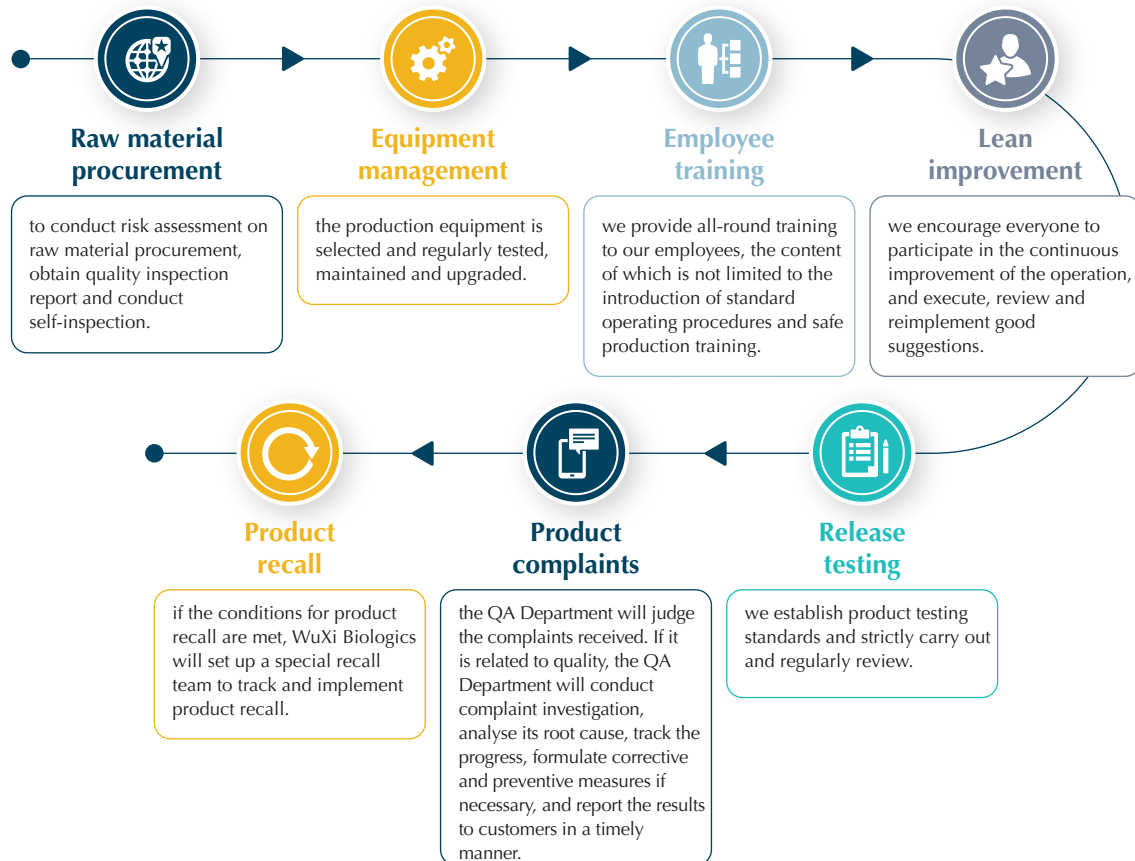 Raw material
procurement
to conduct risk assessment on
raw material procurement,
obtain quality inspection
report and conduct
self-inspection.
Equipment
management
the production equipment is
selected and regularly tested,
maintained and upgraded.
Employee
training
we provide all-round training
to our employees, the content
of which is not limited to the
introduction of standard
operating procedures and safe
production training.
Lean
improvement
we encourage everyone to
participate in the continuous
improvement of the operation,
and execute, review and
reimplement good
suggestions.
Release
testing
we establish product testing
standards and strictly carry out
and regularly review.
Product
complaints
the QA Department will judge
the complaints received. If it
is related to quality, the QA
Department will conduct
complaint investigation,
analyse its root cause, track the
progress, formulate corrective
and preventive measures if
necessary, and report the results
to customers in a timely
manner.
Product
recall
if the conditions for product
recall are met, WuXi Biologics
will set up a special recall
team to track and implement
product recall.